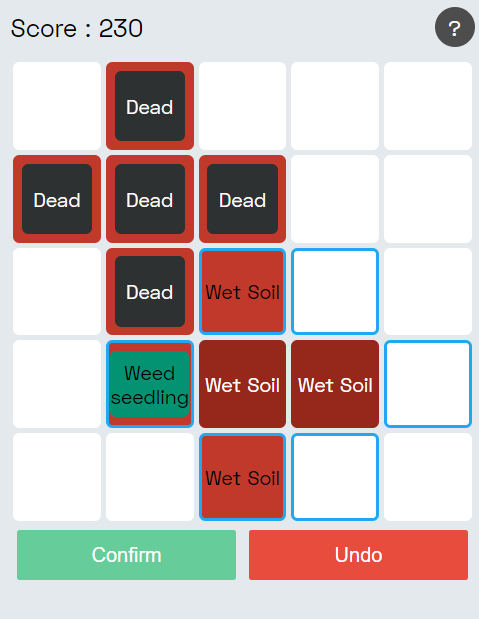 Score : 230
?
Dead
Dead
Dead
Dead
Dead
Wet Soil
Weed
seedling
Wet Soil
Wet Soil
Wet Soil
Confirm
Undo